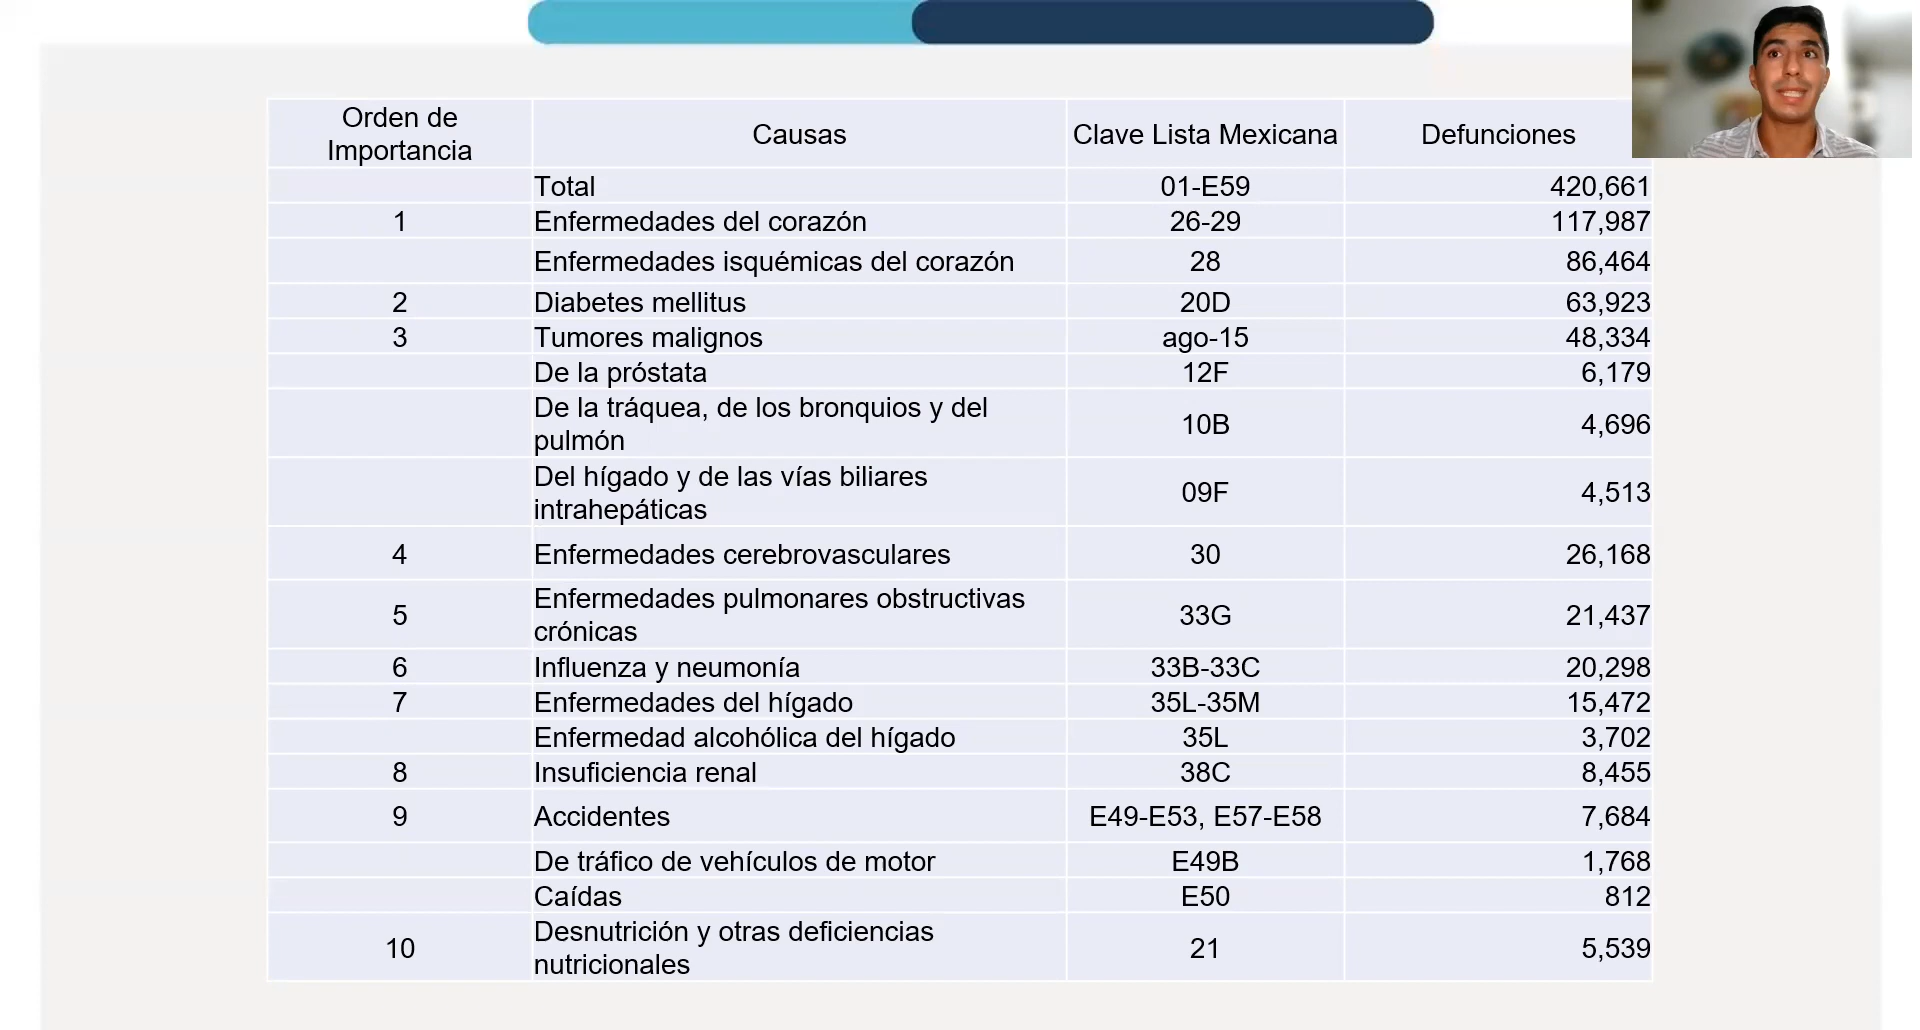 Orden de
Importancia
Causas
Clave Lista Mexicana
Defunciones
Total 01-E59 420,661
1 Enfermedades del corazón 26-29 117,987
Enfermedades isquémicas del corazón 28 86,464
2 Diabetes mellitus 20D 63,923
3 Tumores malignos ago-15 48,334
De la próstata 12F 6,179
De la tráquea, de los bronquios y del
pulmón
10B 4,696
Del hígado y de las vías biliares
intrahepáticas
09F 4,513
4 Enfermedades cerebrovasculares 30 26,168
5 Enfermedades pulmonares obstructivas
crónicas
33G 21,437
6 Influenza y neumonía 33B-33C 20,298
7 Enfermedades del hígado 35L-35M 15,472
Enfermedad alcohólica del hígado 35L 3,702
8 Insuficiencia renal 38C 8,455
9 Accidentes E49-E53, E57-E58 7,684
De tráfico de vehículos de motor E49B 1,768
Caídas E50 812
10 Desnutrición y otras deficiencias
nutricionales
21 5,539